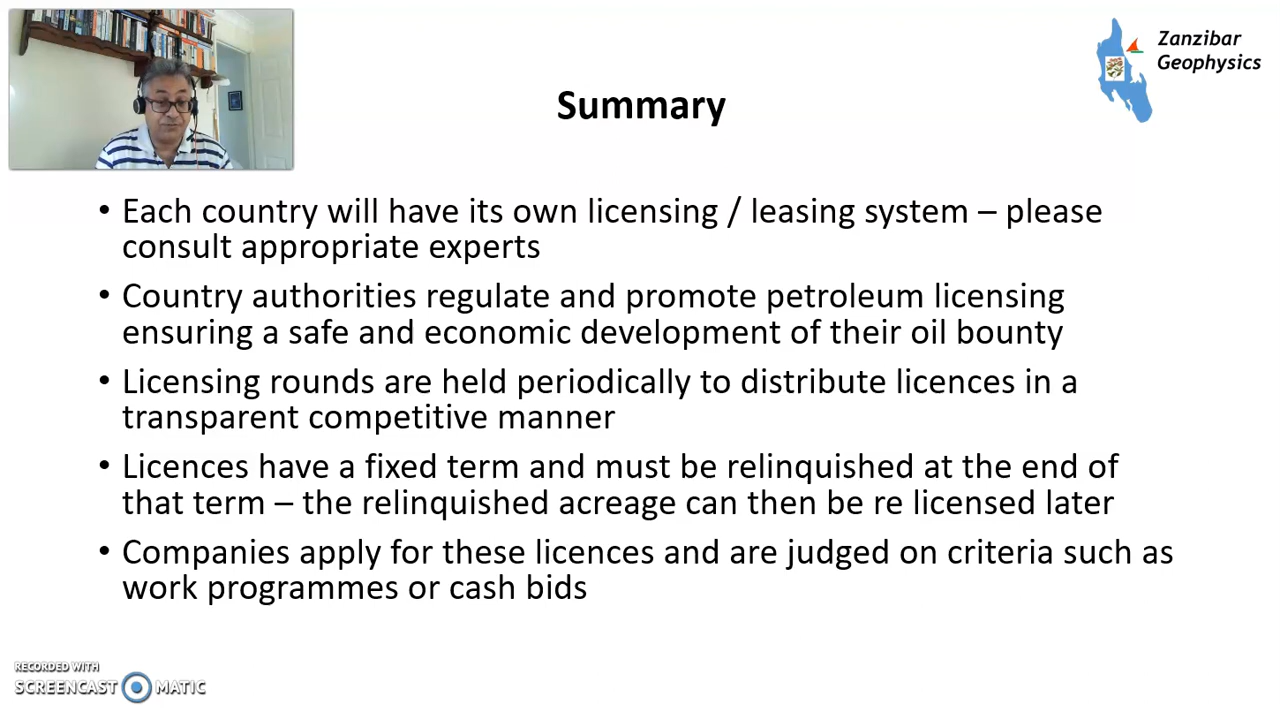 Zanzibar
Geophysics
Summary
• Each country will have its own licensing / leasing system – please
consult appropriate experts
• Country authorities regulate and promote petroleum licensing
ensuring a safe and economic development of their oil bounty
• Licensing rounds are held periodically to distribute licences in a
transparent competitive manner
• Licences have a fixed term and must be relinquished at the end of
that term – the relinquished acreage can then be re licensed later
• Companies apply for these licences and are judged on criteria such as
work programmes or cash bids
RECORDED WITH
SCREENCAST MATIC